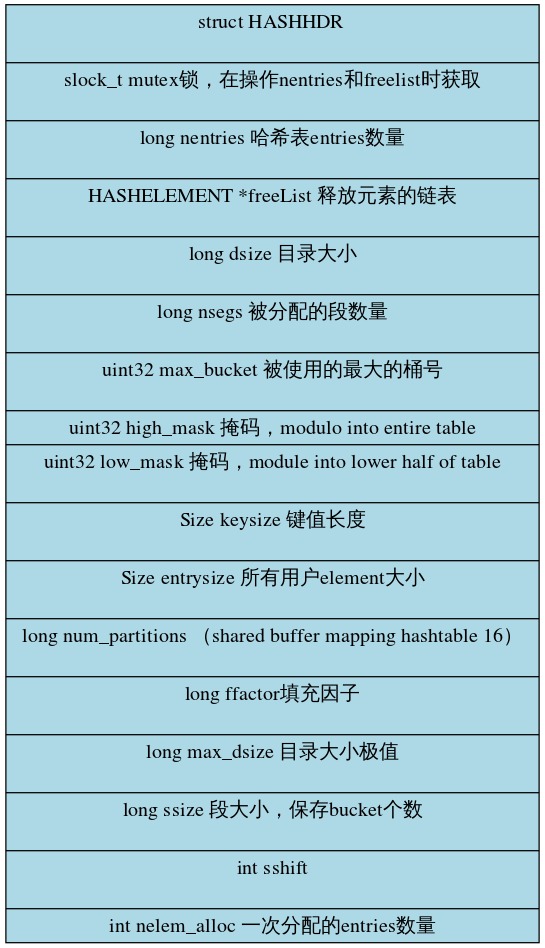 struct HASHHDR
slock_t mutex锁，在操作nentries和freelist时获取
long nentries 哈希表entries数量
HASHELEMENT *freeList 释放元素的链表
long dsize 目录大小
long nsegs 被分配的段数量
uint32 max_bucket 被使用的最大的桶号
uint32 high_mask 掩码，modulo into entire table
uint32 low_mask 掩码，module into lower half of table
Size keysize 键值长度
Size entrysize 所有用户element大小
long num_partitions （shared buffer mapping hashtable 16）
long ffactor填充因子
long max_dsize 目录大小极值
long ssize 段大小，保存bucket个数
int sshift
int nelem_alloc 一次分配的entries数量